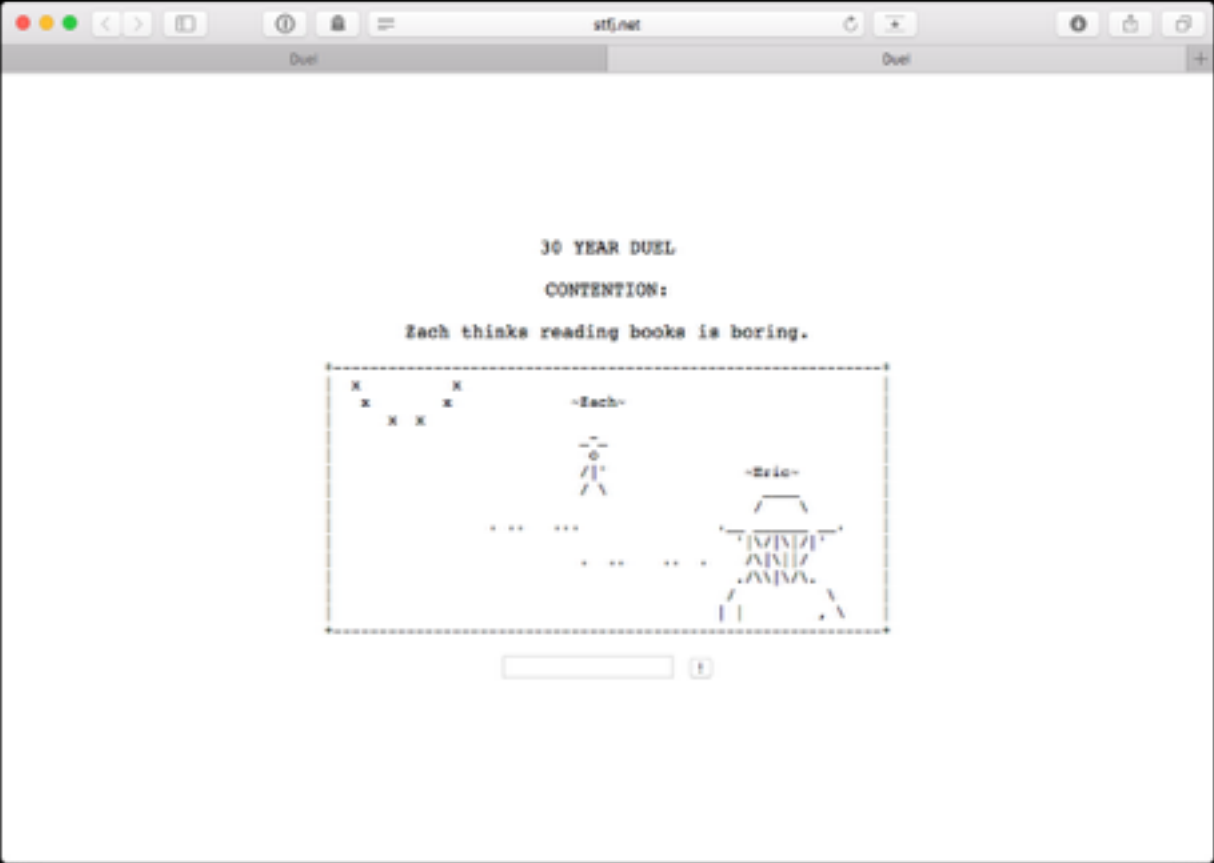 stfj.net
Duel Duel
30 YEAR DUEL
CONTENTION:
Zach thinks reading books is boring.
x x
x x ~Zach~
x x
~Eric~
!